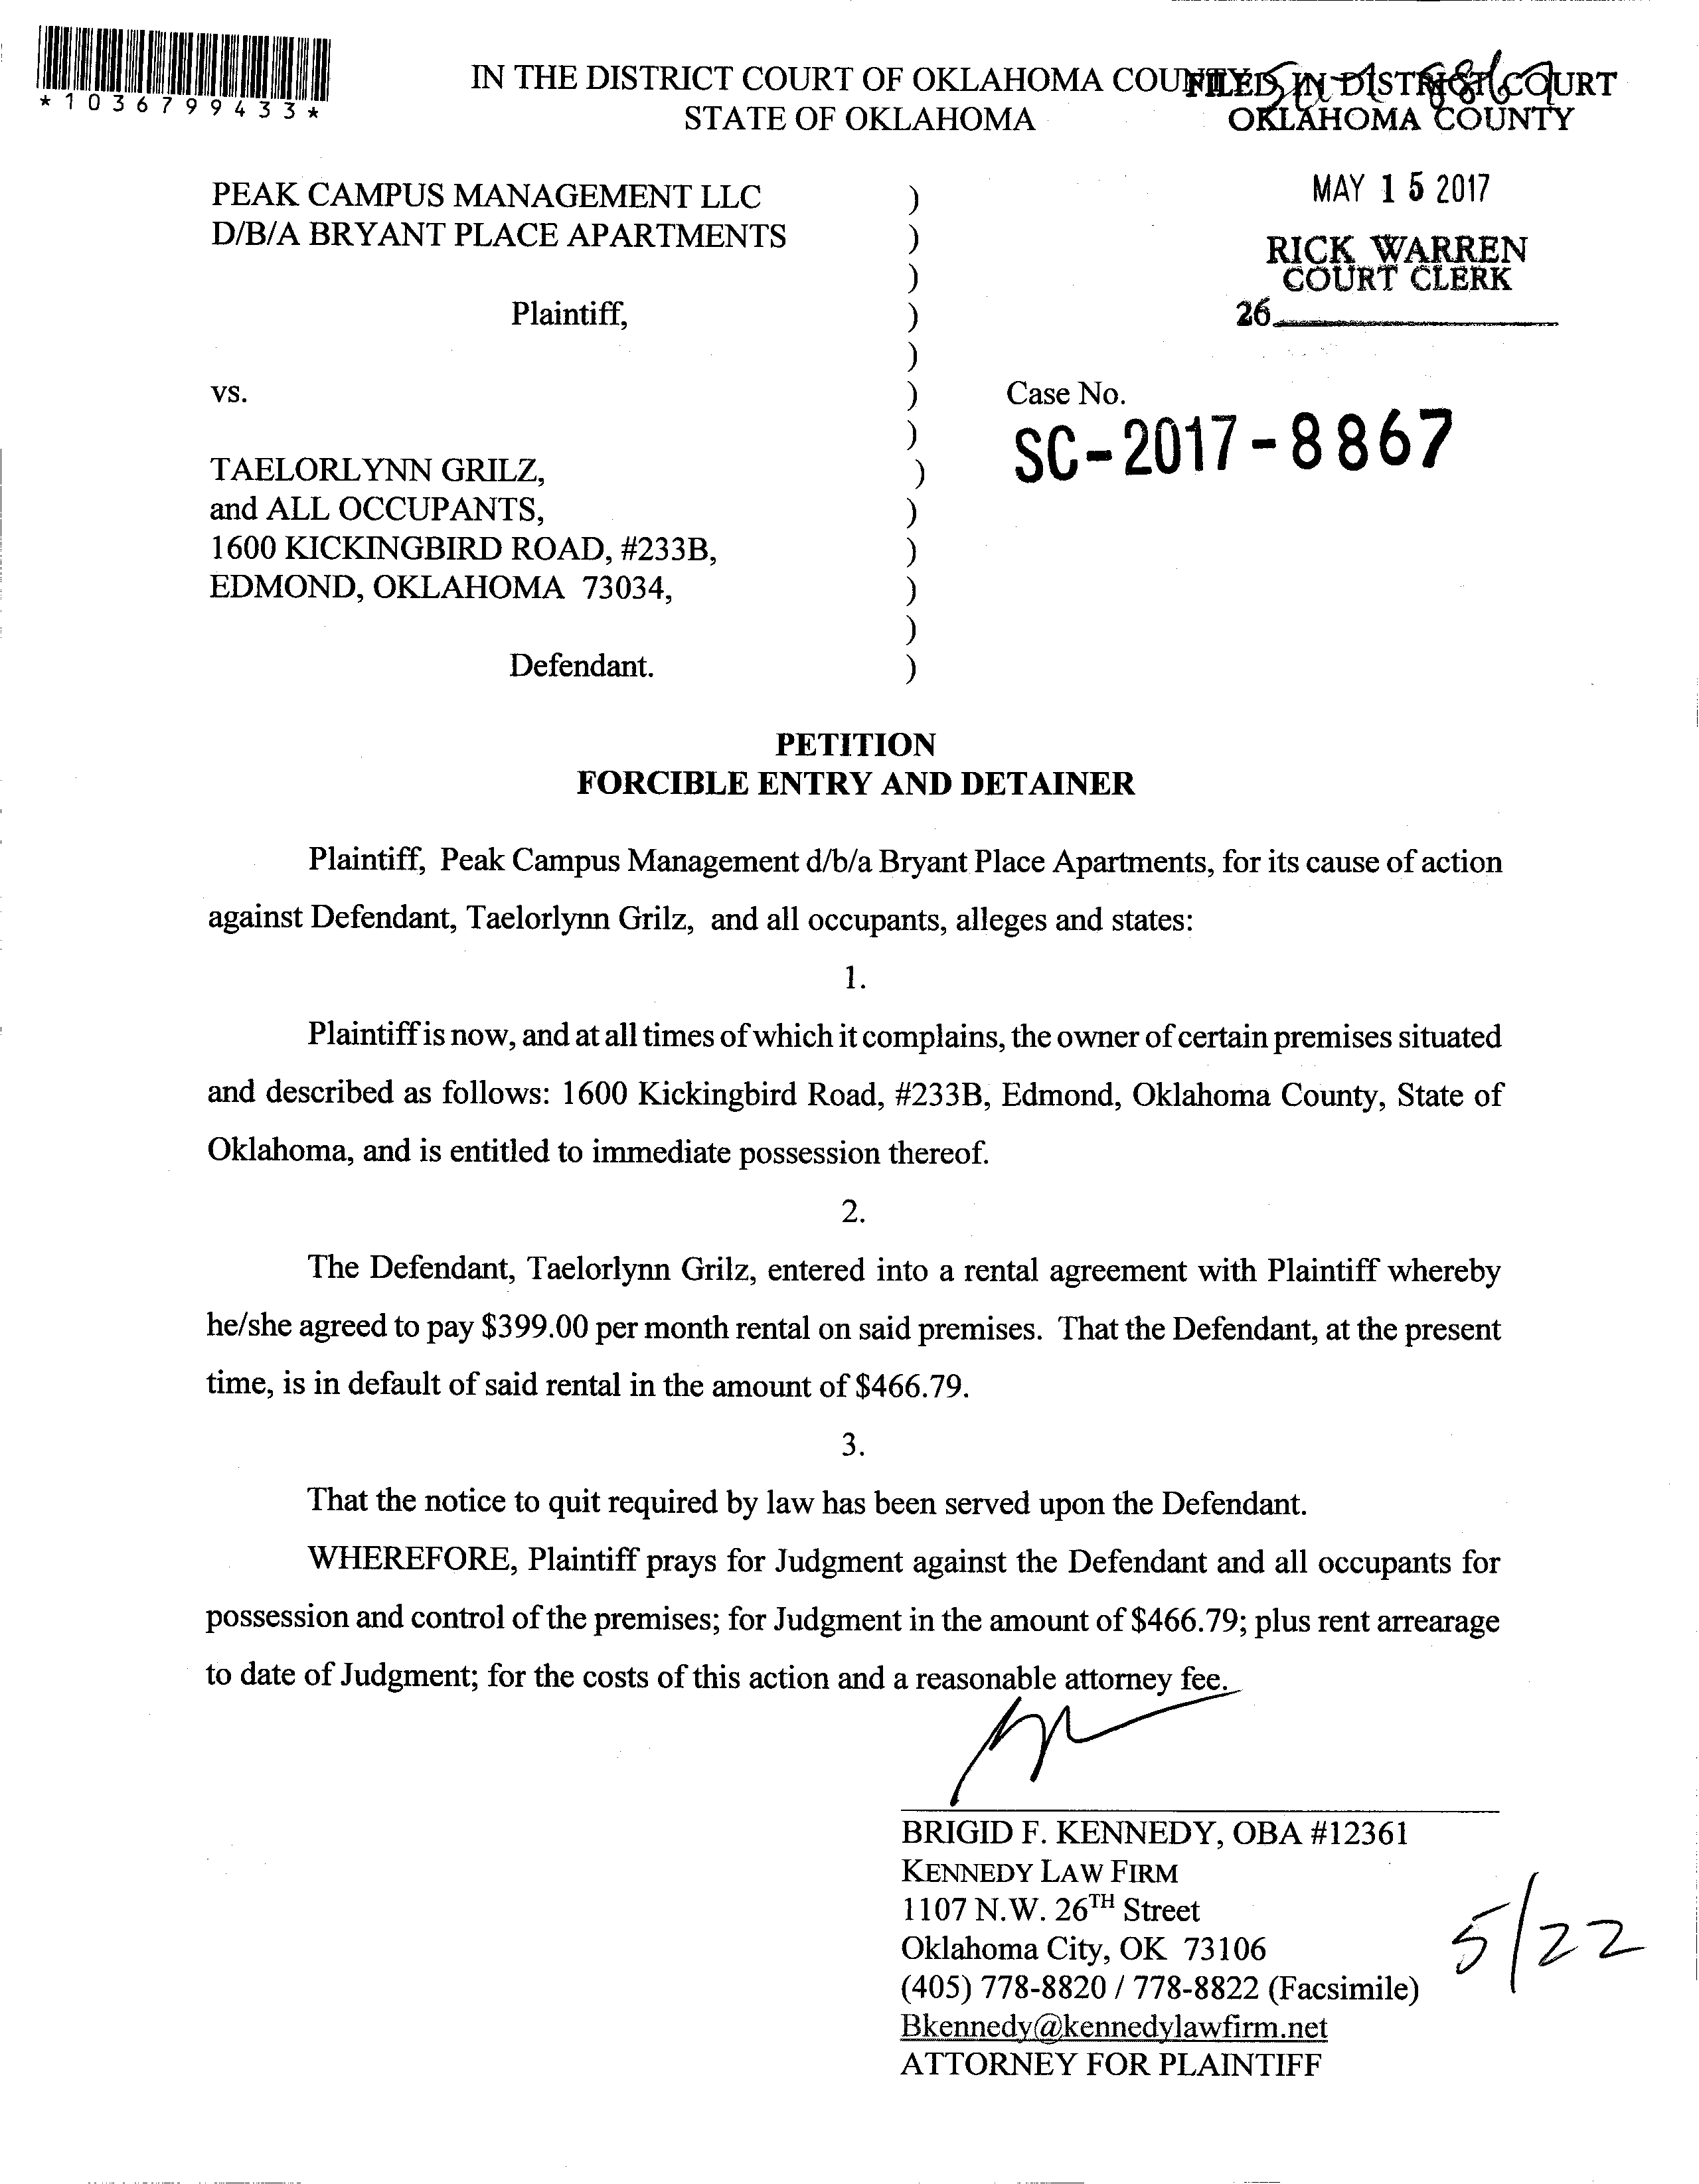 *1036799433*
IN THE DISTRICT COURT OF OKLAHOMA COUNTY
STATE OF OKLAHOMA
FILED IN DISTRICT COURT
OKLAHOMA COUNTY
MAY 15 2017
RICK WARREN
COURT CLERK
26
PEAK CAMPUS MANAGEMENT LLC )
D/B/A BRYANT PLACE APARTMENTS )
)
Plaintiff, )
)
vs. ) Case No.
) SC-2017-8867
TAELORLYNN GRILZ, )
and ALL OCCUPANTS, )
1600 KICKINGBIRD ROAD, #233B, )
EDMOND, OKLAHOMA 73034, )
)
Defendant. )
PETITION
FORCIBLE ENTRY AND DETAINER
Plaintiff, Peak Campus Management d/b/a Bryant Place Apartments, for its cause of action
against Defendant, Taelorlynn Grilz, and all occupants, alleges and states:
1.
Plaintiff is now, and at all times of which it complains, the owner of certain premises situated
and described as follows: 1600 Kickingbird Road, #233B, Edmond, Oklahoma County, State of
Oklahoma, and is entitled to immediate possession thereof.
2.
The Defendant, Taelorlynn Grilz, entered into a rental agreement with Plaintiff whereby
he/she agreed to pay $399.00 per month rental on said premises. That the Defendant, at the present
time, is in default of said rental in the amount of $466.79.
3.
That the notice to quit required by law has been served upon the Defendant.
WHEREFORE, Plaintiff prays for Judgment against the Defendant and all occupants for
possession and control of the premises; for Judgment in the amount of $466.79; plus rent arrearage
to date of Judgment; for the costs of this action and a reasonable attorney fee.
BRIGID F. KENNEDY, OBA #12361
KENNEDY LAW FIRM
1107 N.W. 26TH Street
Oklahoma City, OK 73106
(405) 778-8820 / 778-8822 (Facsimile)
Bkennedy@kennedylawfirm.net
ATTORNEY FOR PLAINTIFF
5/22